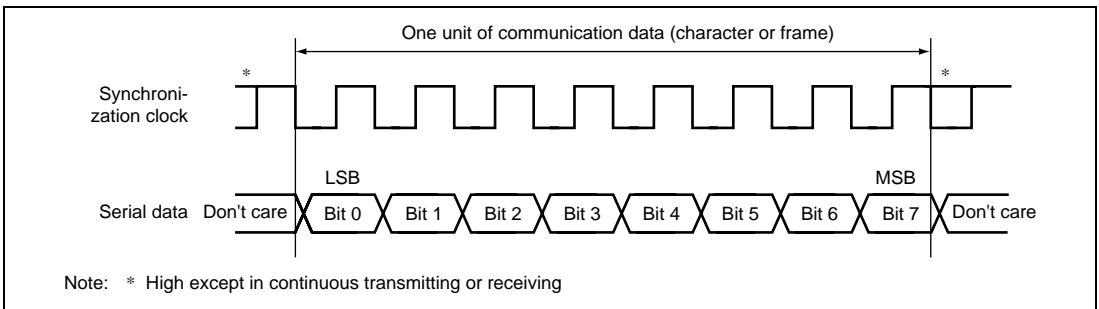 One unit of communication data (character or frame)
* *
Synchroni-
zation clock
LSB MSB
Serial data Don't care Bit 0 Bit 1 Bit 2 Bit 3 Bit 4 Bit 5 Bit 6 Bit 7 Don't care
Note: * High except in continuous transmitting or receiving